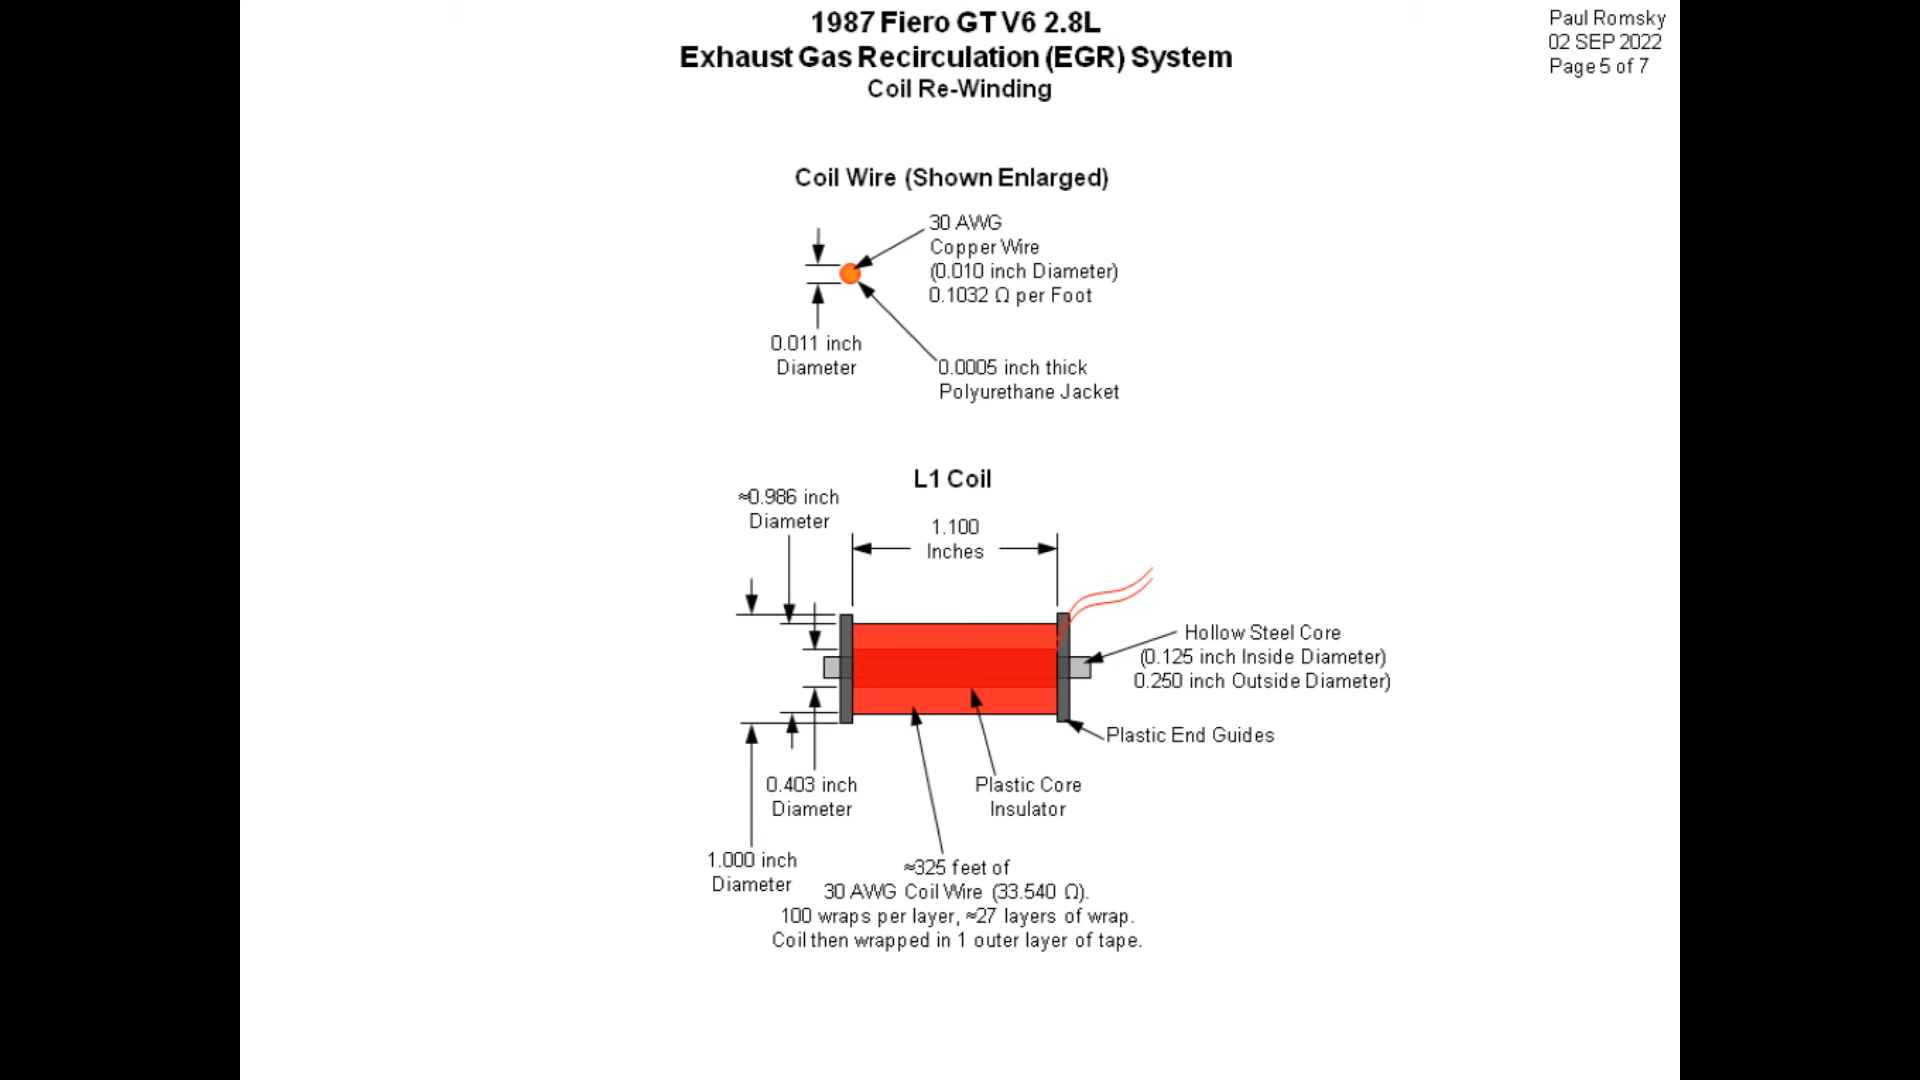 1987 Fiero GT V6 2.8L
Exhaust Gas Recirculation (EGR) System
Coil Re-Winding
Paul Romsky
02 SEP 2022
Page 5 of 7
Coil Wire (Shown Enlarged)
30 AWG
Copper Wire
(0.010 inch Diameter)
0.1032 Ω per Foot
0.011 inch
Diameter
0.0005 inch thick
Polyurethane Jacket
L1 Coil
≈0.986 inch
Diameter
1.100
Inches
Hollow Steel Core
(0.125 inch Inside Diameter)
0.250 inch Outside Diameter)
Plastic End Guides
0.403 inch
Diameter
Plastic Core
Insulator
1.000 inch
Diameter
≈325 feet of
30 AWG Coil Wire (33.540 Ω).
100 wraps per layer, ≈27 layers of wrap.
Coil then wrapped in 1 outer layer of tape.